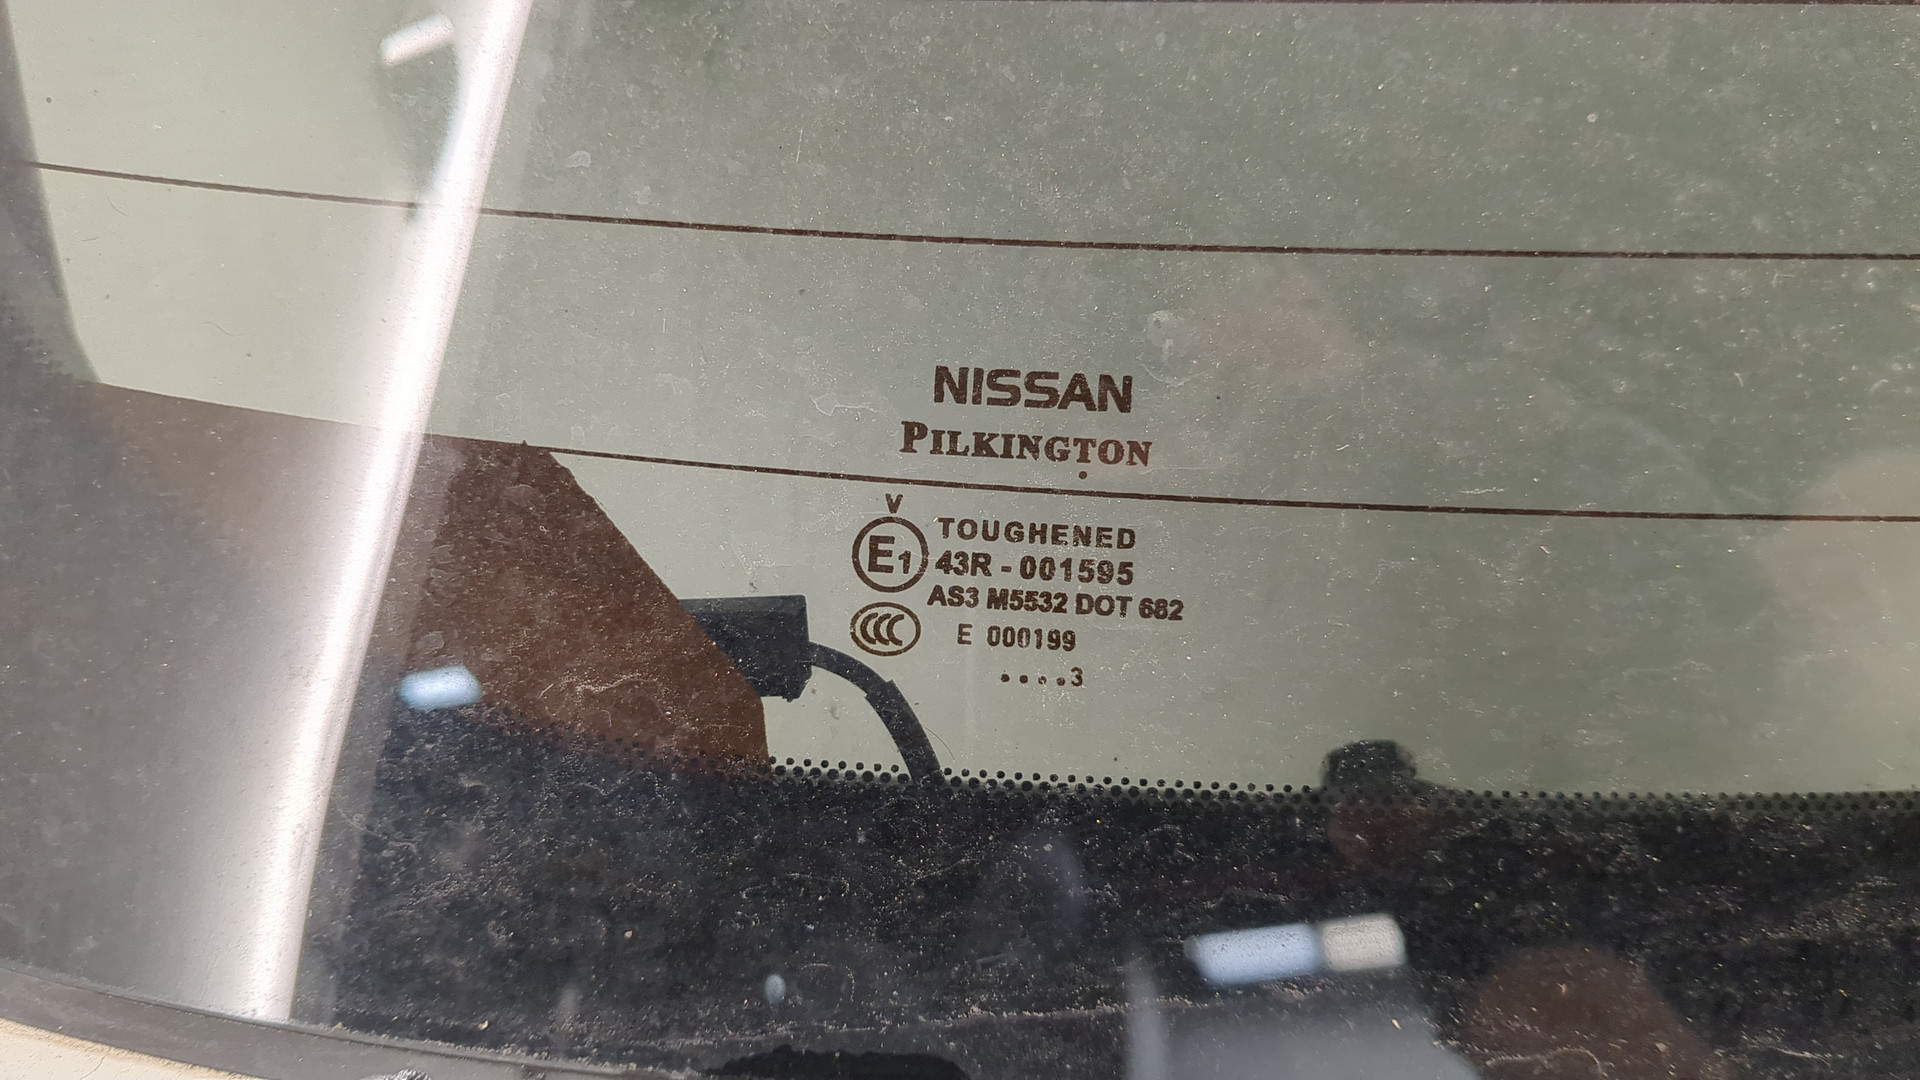 NISSAN
PILKINGTON
V
E1 TOUGHENED
43R - 001595
AS3 M5532 DOT 682
CCC E 000199
....3